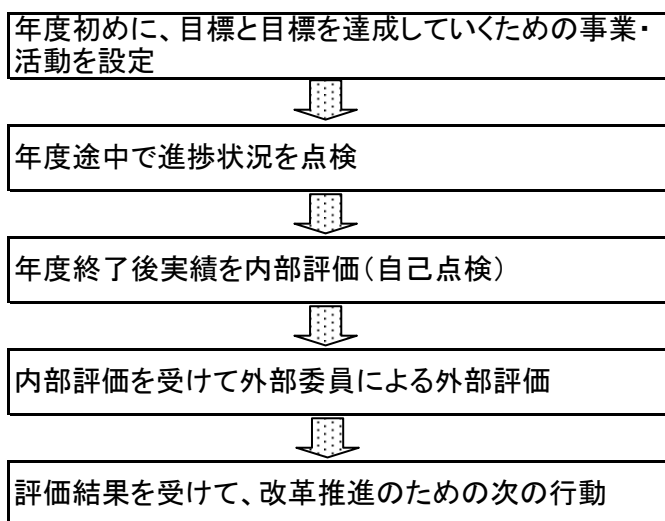 年度初めに、目標と目標を達成していくための事業・
活動を設定
年度途中で進捗状況を点検
年度終了後実績を内部評価(自己点検)
内部評価を受けて外部委員による外部評価
評価結果を受けて、改革推進のための次の行動